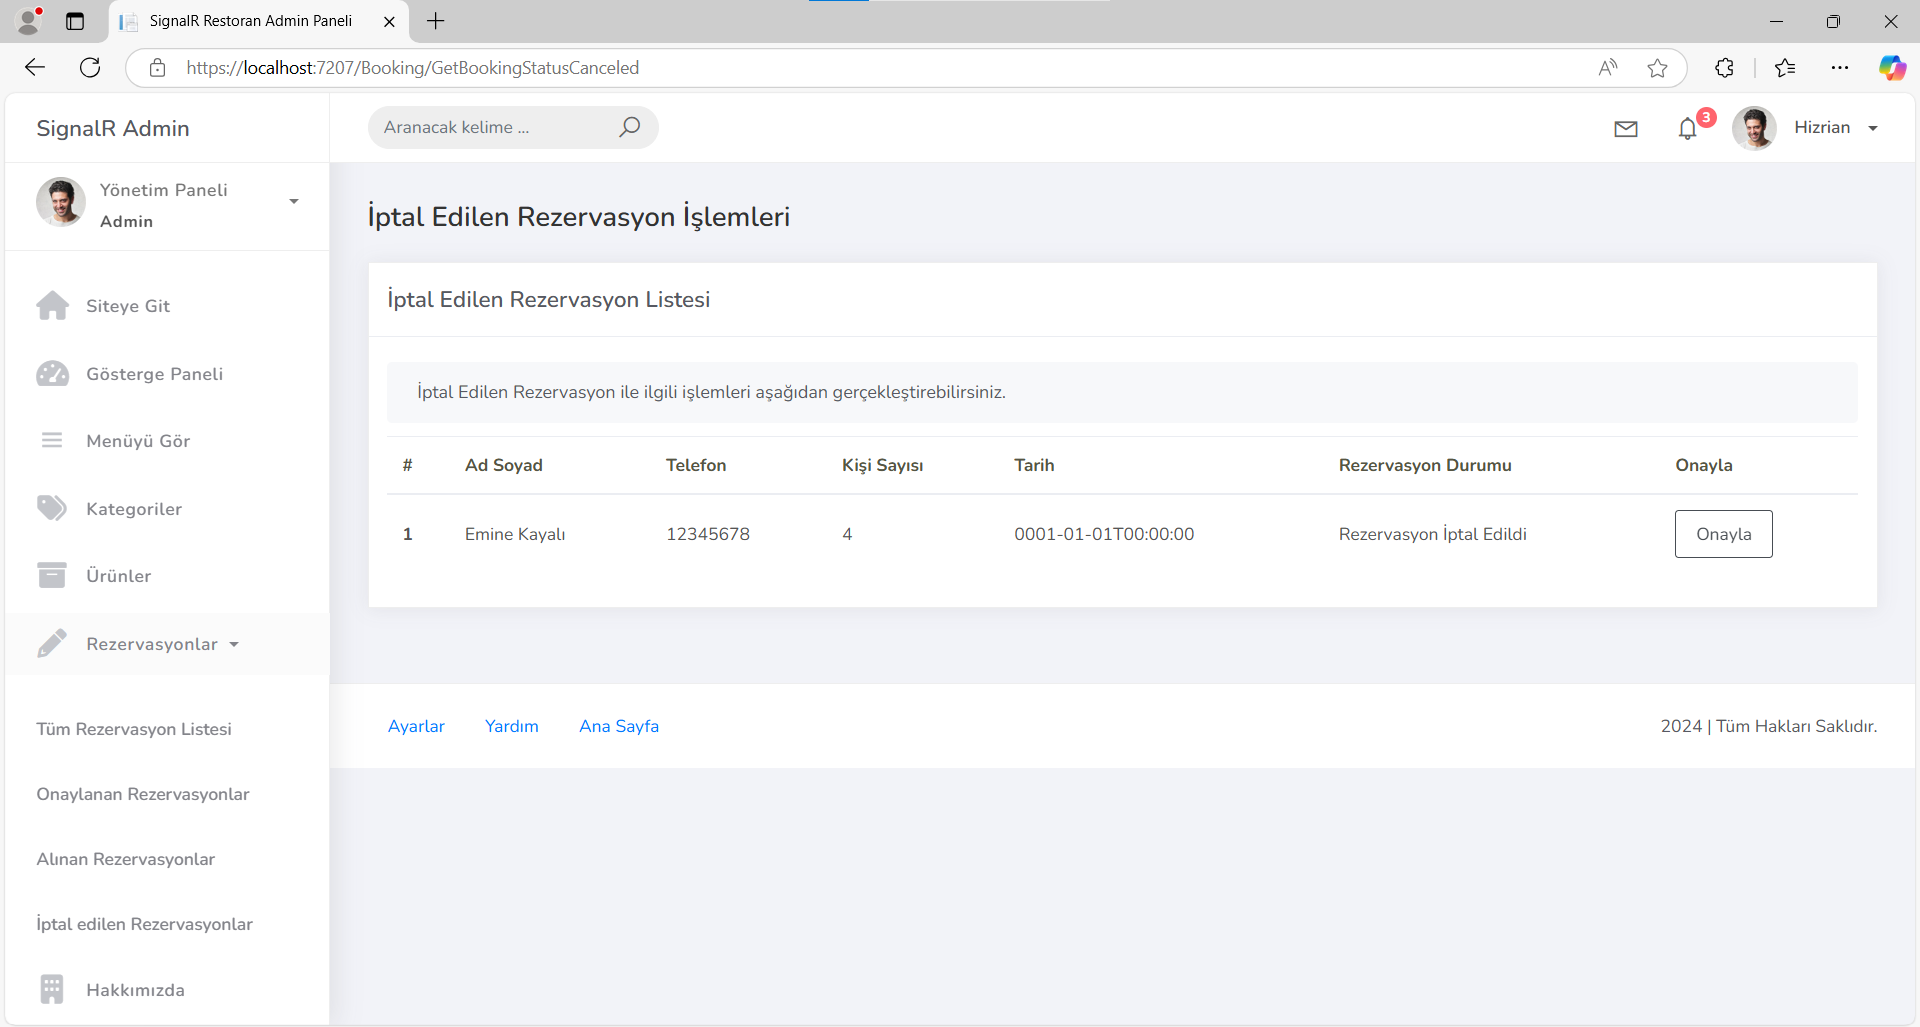 SignalR Restoran Admin Paneli
https://localhost:7207/Booking/GetBookingStatusCanceled
SignalR Admin
Aranacak kelime ...
3
Hizrian
Yönetim Paneli
Admin
Siteye Git
Gösterge Paneli
Menüyü Gör
Kategoriler
Ürünler
Rezervasyonlar
Tüm Rezervasyon Listesi
Onaylanan Rezervasyonlar
Alınan Rezervasyonlar
İptal edilen Rezervasyonlar
Hakkımızda
İptal Edilen Rezervasyon İşlemleri
İptal Edilen Rezervasyon Listesi
İptal Edilen Rezervasyon ile ilgili işlemleri aşağıdan gerçekleştirebilirsiniz.
# Ad Soyad Telefon Kişi Sayısı Tarih Rezervasyon Durumu Onayla
1 Emine Kayalı 12345678 4 0001-01-01T00:00:00 Rezervasyon İptal Edildi Onayla
Ayarlar Yardım Ana Sayfa 2024 | Tüm Hakları Saklıdır.